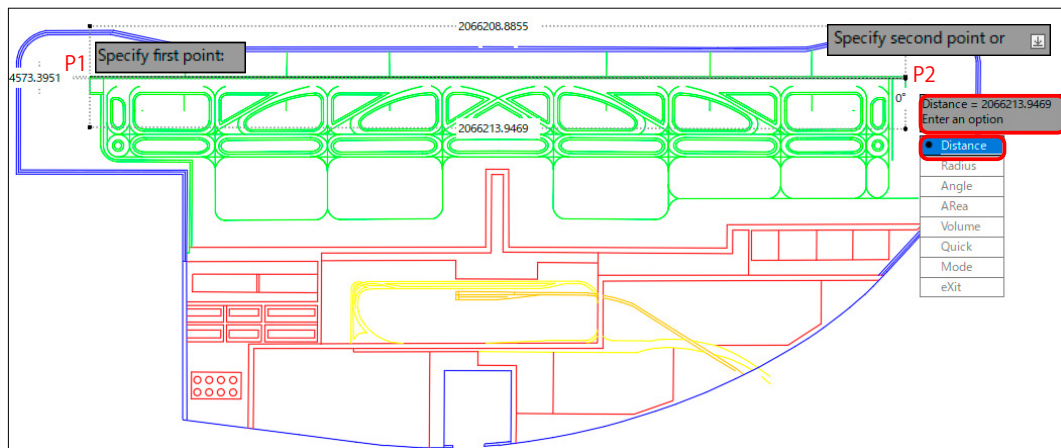 2066208.8855
Specify first point:
Specify second point or
P1
P2
4573.3951
0°
Distance = 2066213.9469
Enter an option
2066213.9469
Distance
Radius
Angle
ARea
Volume
Quick
Mode
eXit